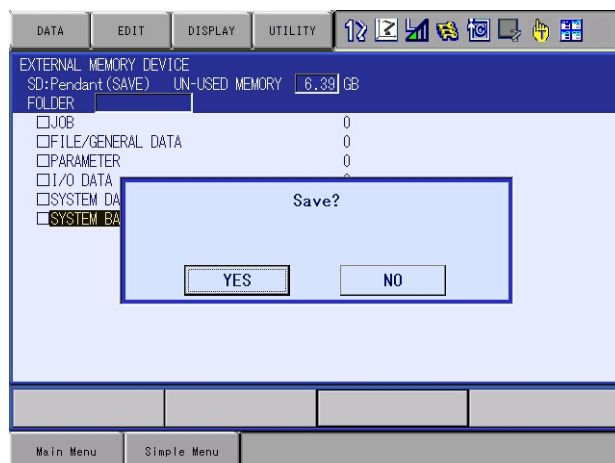 DATA EDIT DISPLAY UTILITY
EXTERNAL MEMORY DEVICE
SD:Pendant(SAVE) UN-USED MEMORY 6.39 GB
FOLDER
JOB 0
FILE/GENERAL DATA 0
PARAMETER 0
I/O DATA
SYSTEM DA
SYSTEM BA
Save?
YES NO
Main Menu Simple Menu